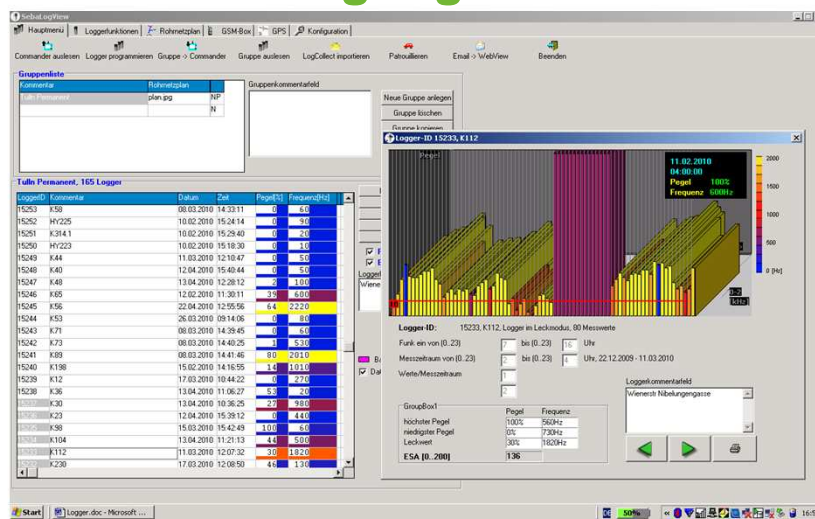 SebaLogView
Hauptmenü Loggerfunktionen Rohrnetzplan GSM-Box GPS Konfiguration
Commander auslesen Logger programmieren Gruppe -> Commander Gruppe auslesen LogCollect importieren Patrouillieren Email -> WebView Beenden
Gruppenliste
Kommentar Rohrnetzplan Gruppenkommentarfeld
Tulln Permanent plan.jpg NP
N
Neue Gruppe anlegen
Gruppe löschen
Gruppe kopieren
Tulln Permanent, 165 Logger
LoggerID Kommentar Datum Zeit Pegel[%] Frequenz[Hz]
15253 K58 08.03.2010 14:33:11 0 60
15252 HY225 10.02.2010 15:24:14 0 90
15251 K314.1 10.02.2010 15:29:40 0 20
15250 HY223 10.02.2010 15:18:30 0 10
15249 K44 11.03.2010 12:10:47 0 50
15248 K40 12.04.2010 15:40:44 0 50
15247 K48 13.04.2010 12:28:12 2 100
15246 K65 12.02.2010 11:30:11 39 600
15245 K56 22.04.2010 12:55:56 64 2220
15244 K53 26.03.2010 09:14:06 0 80
15243 K71 08.03.2010 14:39:45 0 60
15242 K73 08.03.2010 14:40:25 1 530
15241 K89 08.03.2010 14:41:46 80 2010
15240 K198 15.02.2010 14:16:55 14 1010
15239 K12 17.03.2010 10:44:22 0 270
15238 K36 13.04.2010 11:06:27 53 20
15237 K30 13.04.2010 10:36:25 27 980
15236 K23 12.04.2010 15:39:12 0 440
15235 K98 15.03.2010 15:42:49 100 60
15234 K104 13.04.2010 11:21:13 44 500
15233 K112 11.03.2010 12:07:32 30 1820
15232 K230 17.03.2010 12:08:50 46 130
Logger-ID 15233, K112
Pegel
11.02.2010
04:00:00
Pegel 100%
Frequenz 600Hz
2000
1500
1000
500
0 [Hz]
0-2
[kHz]
Logger-ID: 15233, K112, Logger im Leckmodus, 80 Messwerte
Funk ein von (0..23) 7 bis (0..23) 16 Uhr
Messzeitraum von (0..23) 2 bis (0..23) 4 Uhr, 22.12.2009 - 11.03.2010
Werte/Messzeitraum 1
2
Loggerkommentarfeld
Wienerstr Nibelungengasse
GroupBox1
Pegel Frequenz
höchster Pegel 100% 560Hz
niedrigster Pegel 0% 730Hz
Leckwert 30% 1820Hz
ESA [0..200] 136
Start Logger.doc - Microsoft ... DE 50%